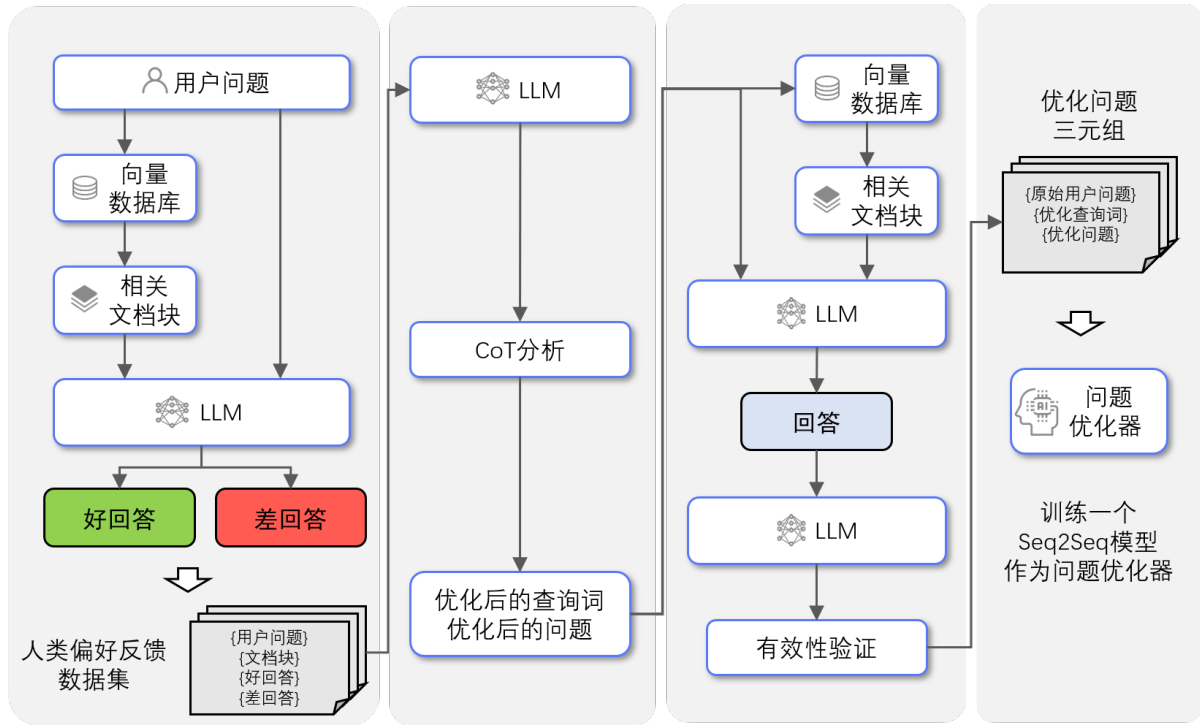 用户问题
向量
数据库
相关
文档块
LLM
好回答
差回答
人类偏好反馈
数据集
{用户问题}
{文档块}
{好回答}
{差回答}
LLM
CoT分析
优化后的查询词
优化后的问题
向量
数据库
相关
文档块
LLM
回答
LLM
有效性验证
优化问题
三元组
{原始用户问题}
{优化查询词}
{优化问题}
AI
问题
优化器
训练一个
Seq2Seq模型
作为问题优化器